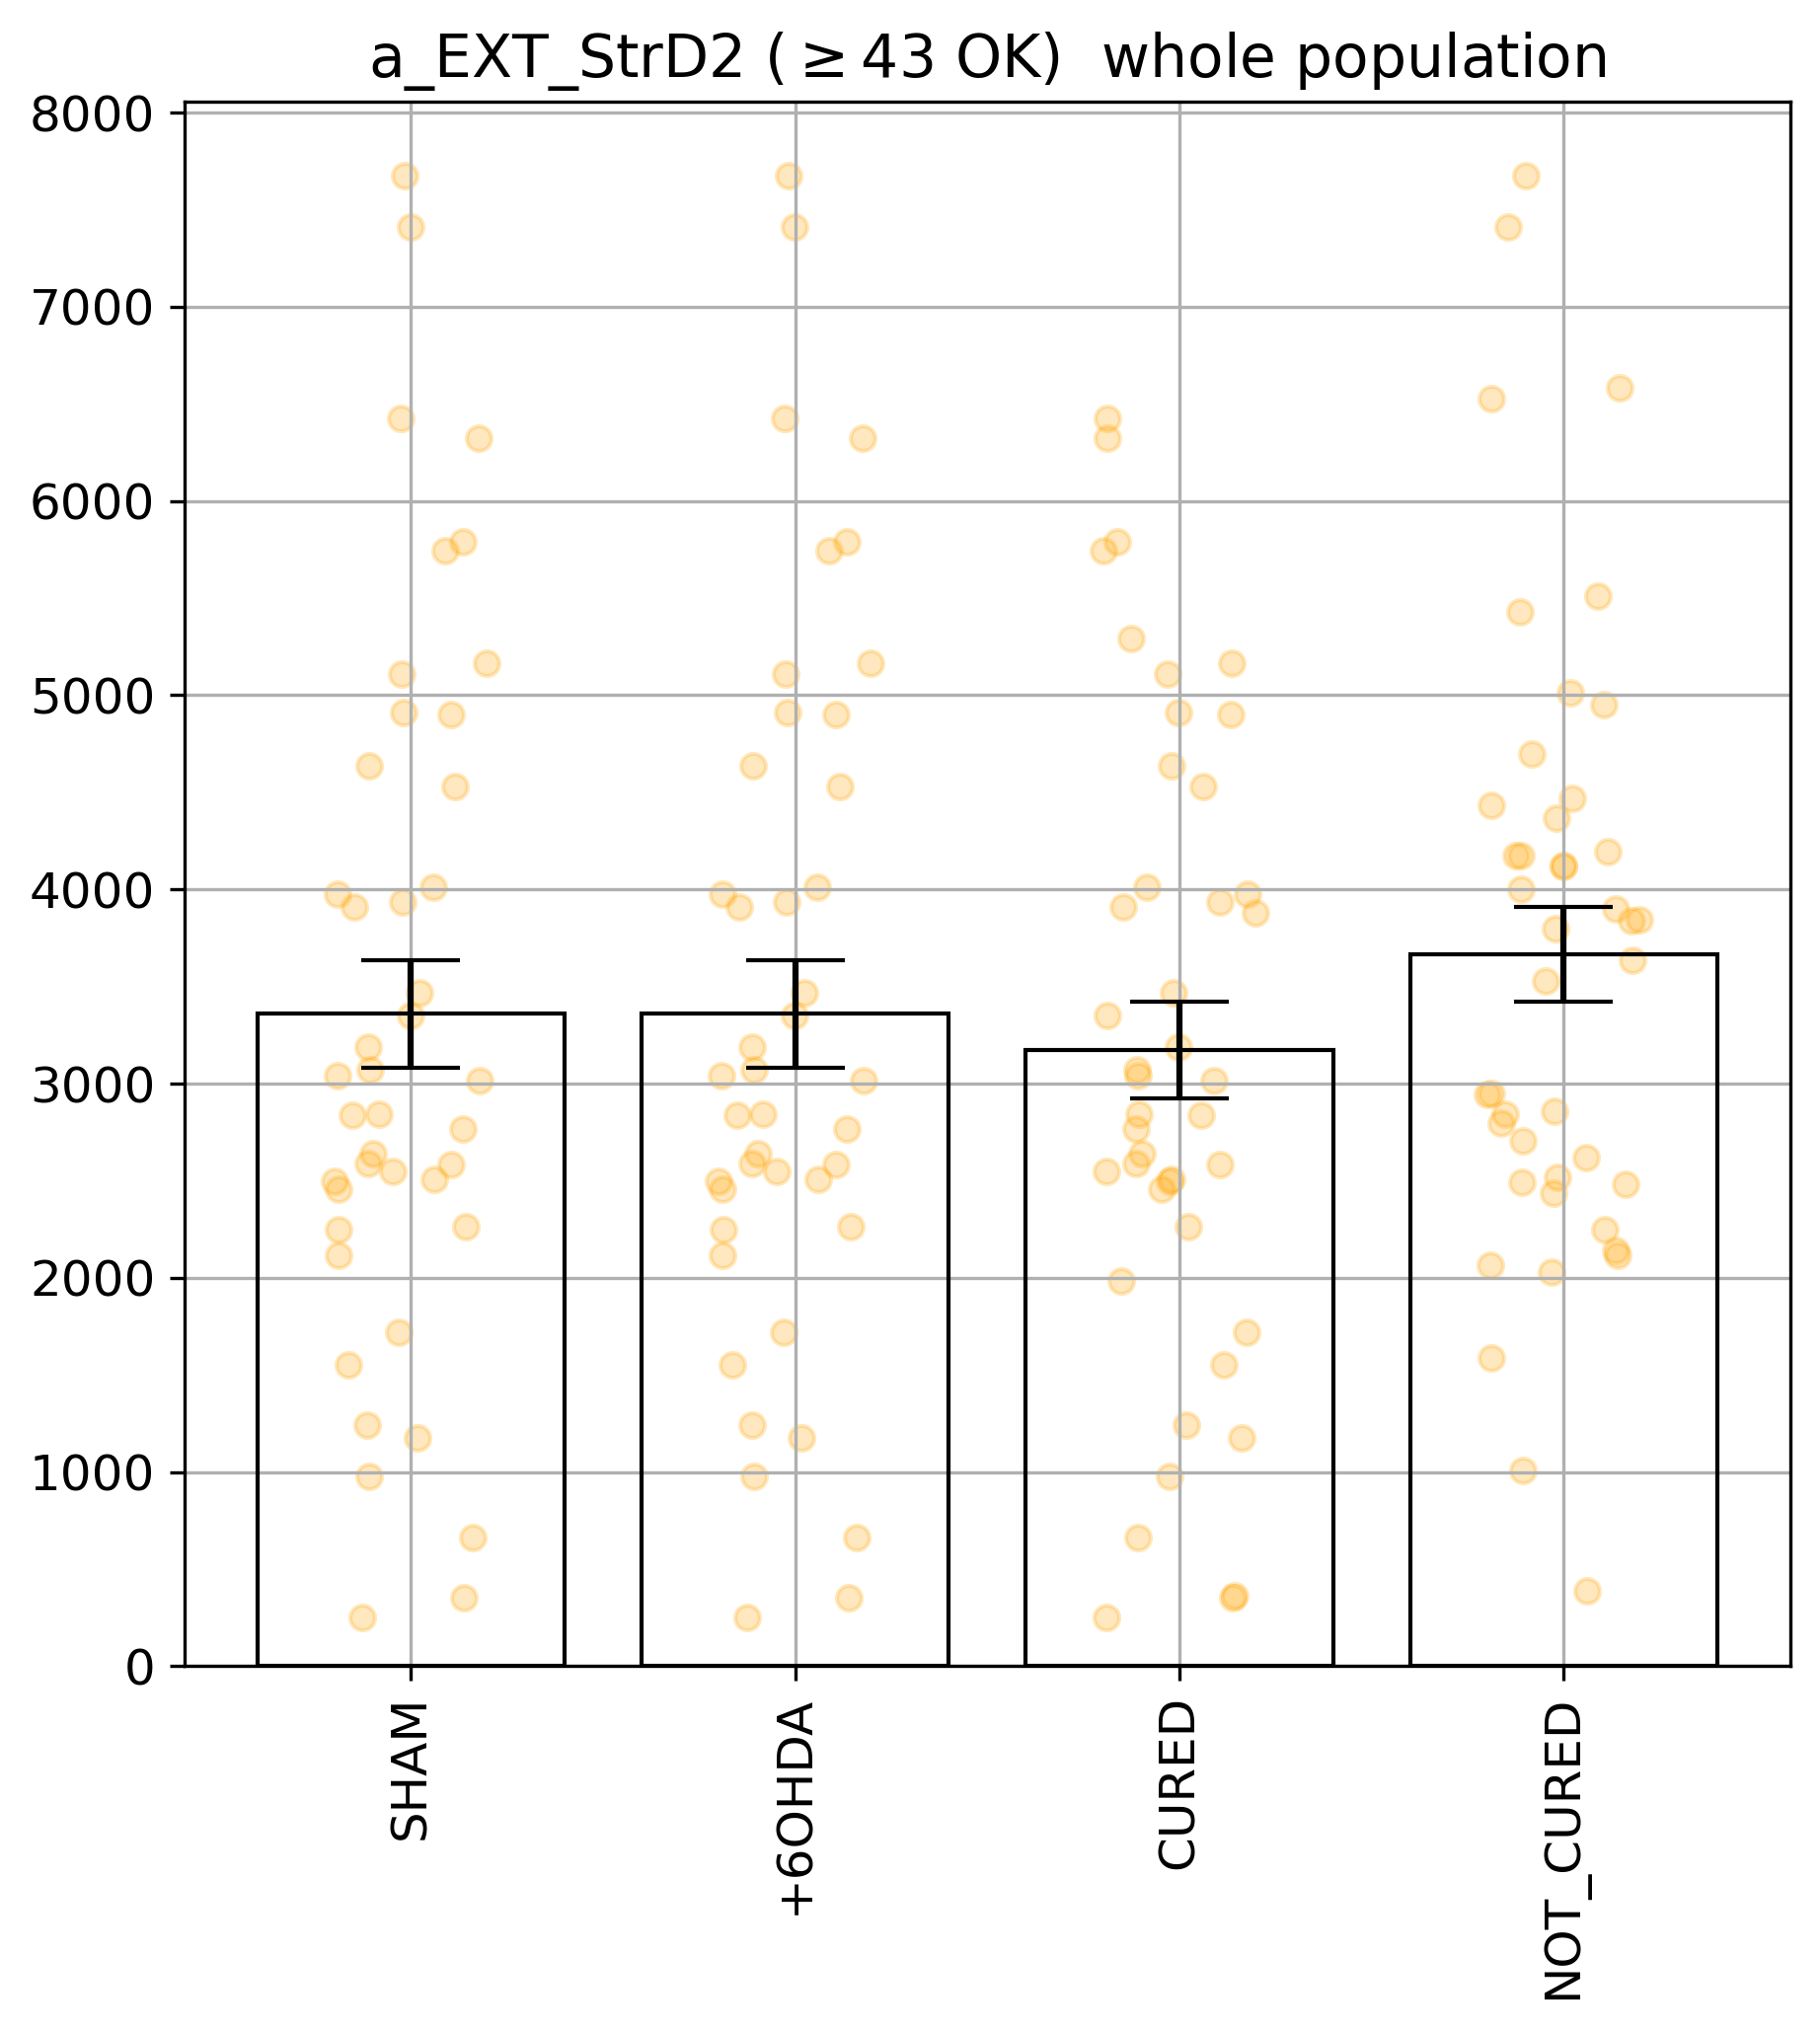 a_EXT_StrD2 (≥43 OK)  whole population
8000
7000
6000
5000
4000
3000
2000
1000
0
SHAM
+6OHDA
CURED
NOT_CURED